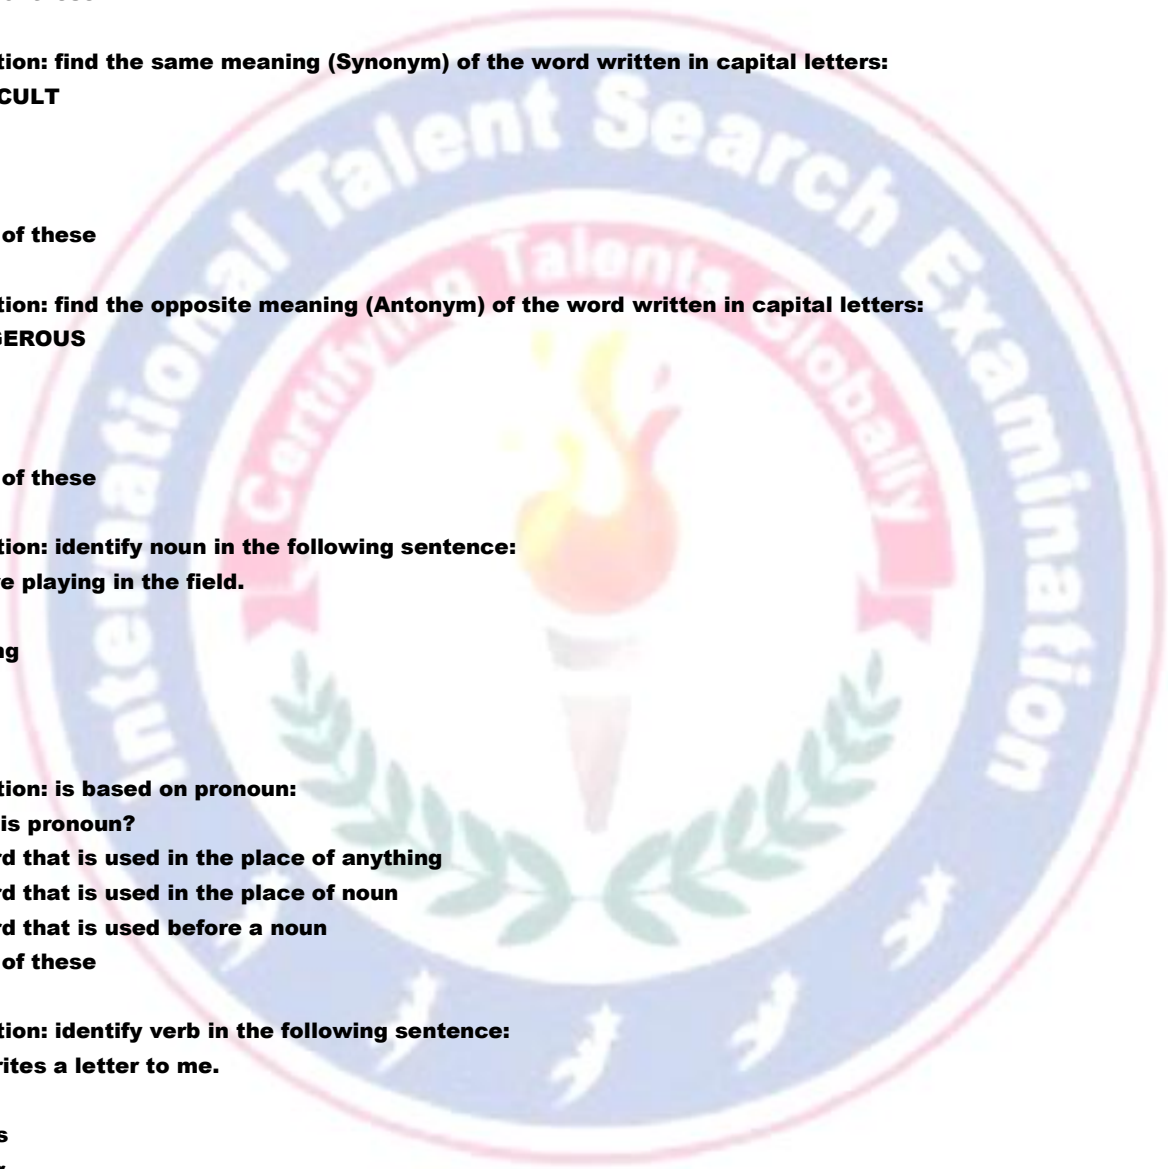 tion: find the same meaning (Synonym) of the word written in capital letters:
CULT
of these
tion: find the opposite meaning (Antonym) of the word written in capital letters:
GEROUS
of these
tion: identify noun in the following sentence:
e playing in the field.
ng
tion: is based on pronoun:
is pronoun?
rd that is used in the place of anything
rd that is used in the place of noun
rd that is used before a noun
of these
tion: identify verb in the following sentence:
rites a letter to me.
s
International Talent Search Examination
Certifying Talents Globally